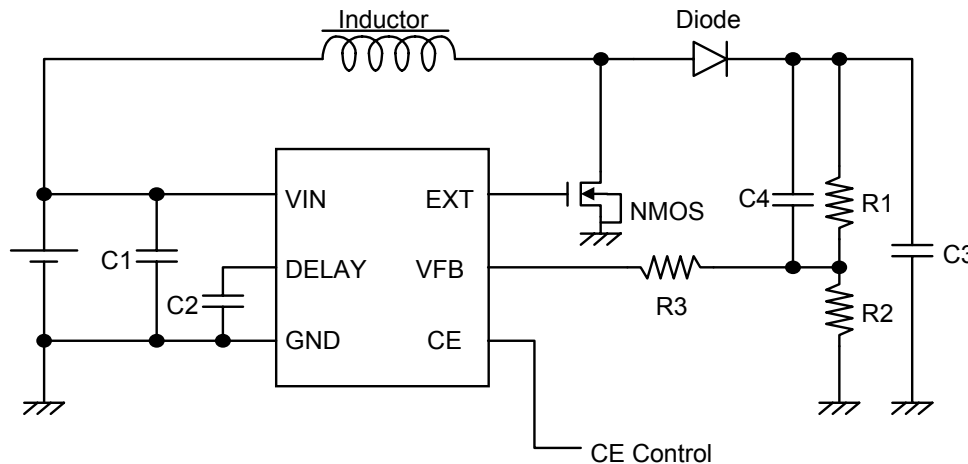 Inductor
Diode
VIN
EXT
NMOS
C4
R1
C1
DELAY
VFB
C3
C2
R3
R2
GND
CE
CE Control